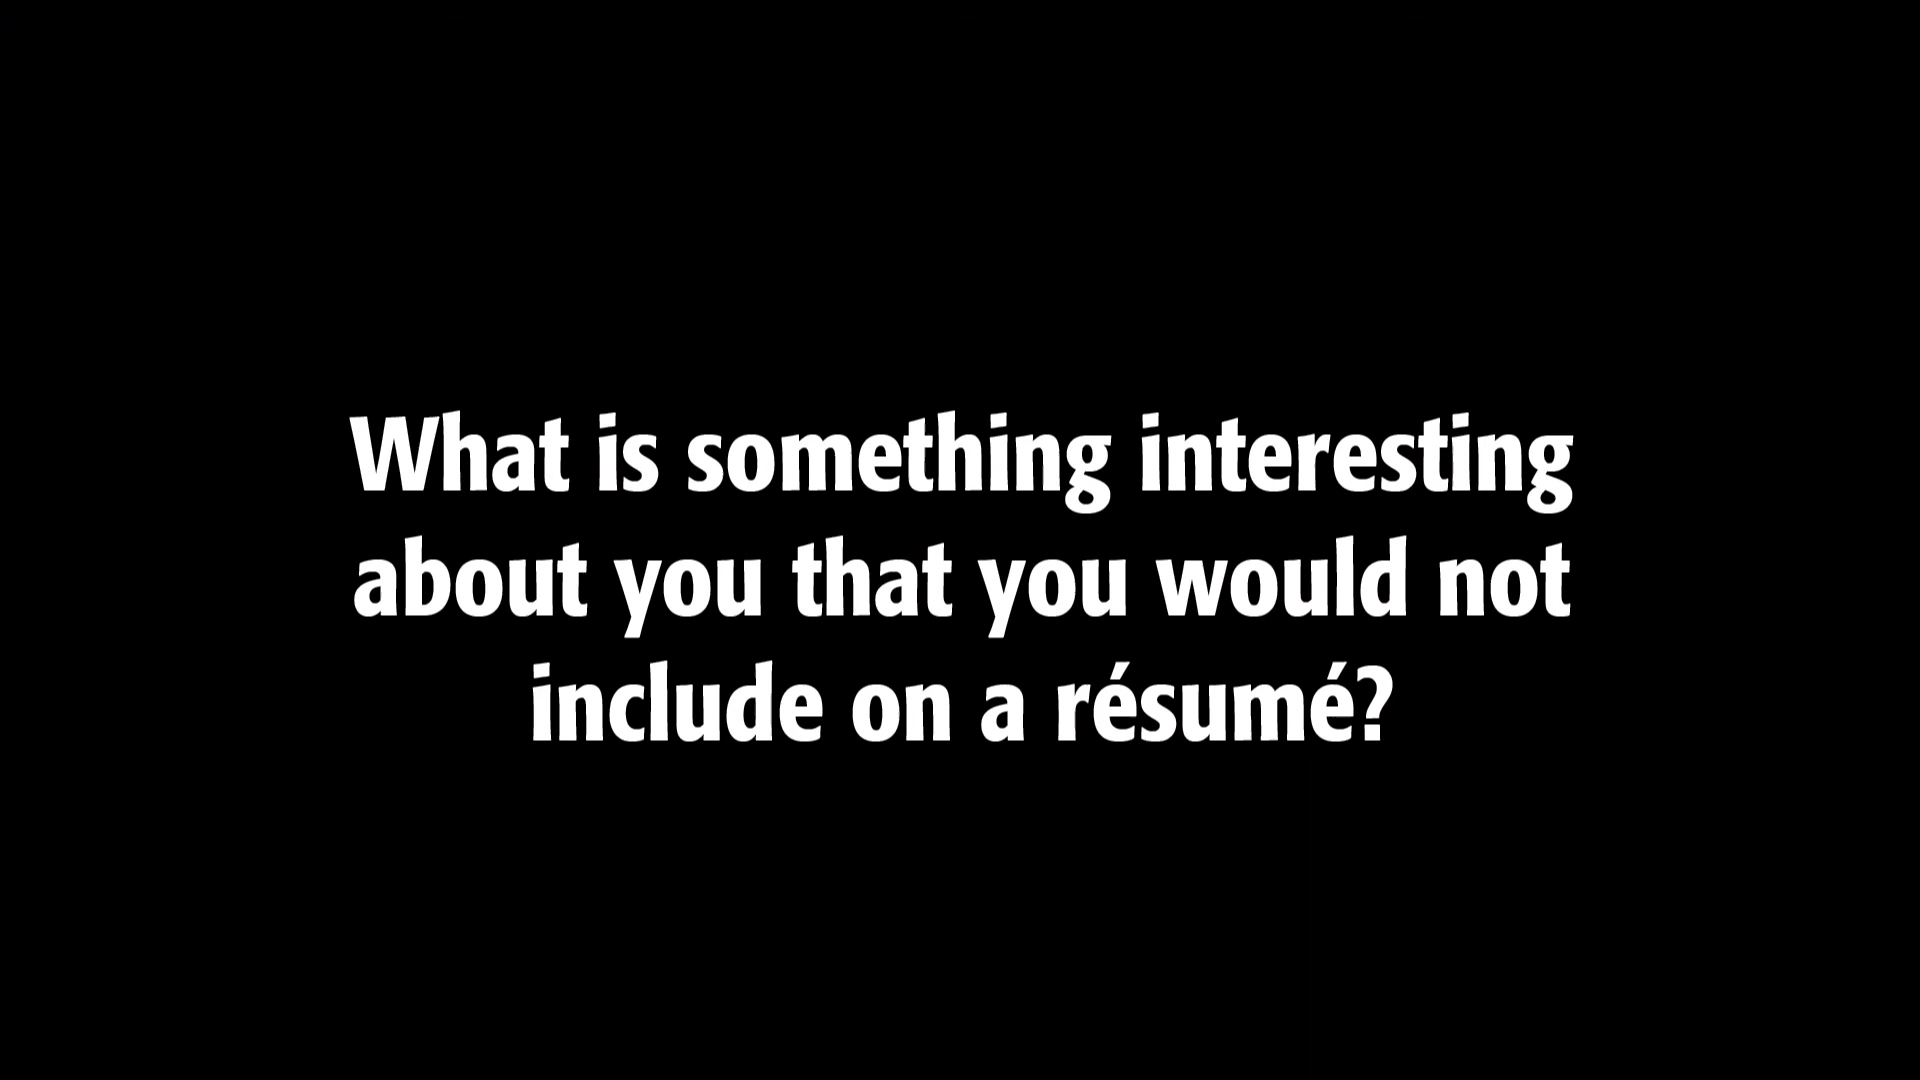 What is something interesting
about you that you would not
include on a résumé?